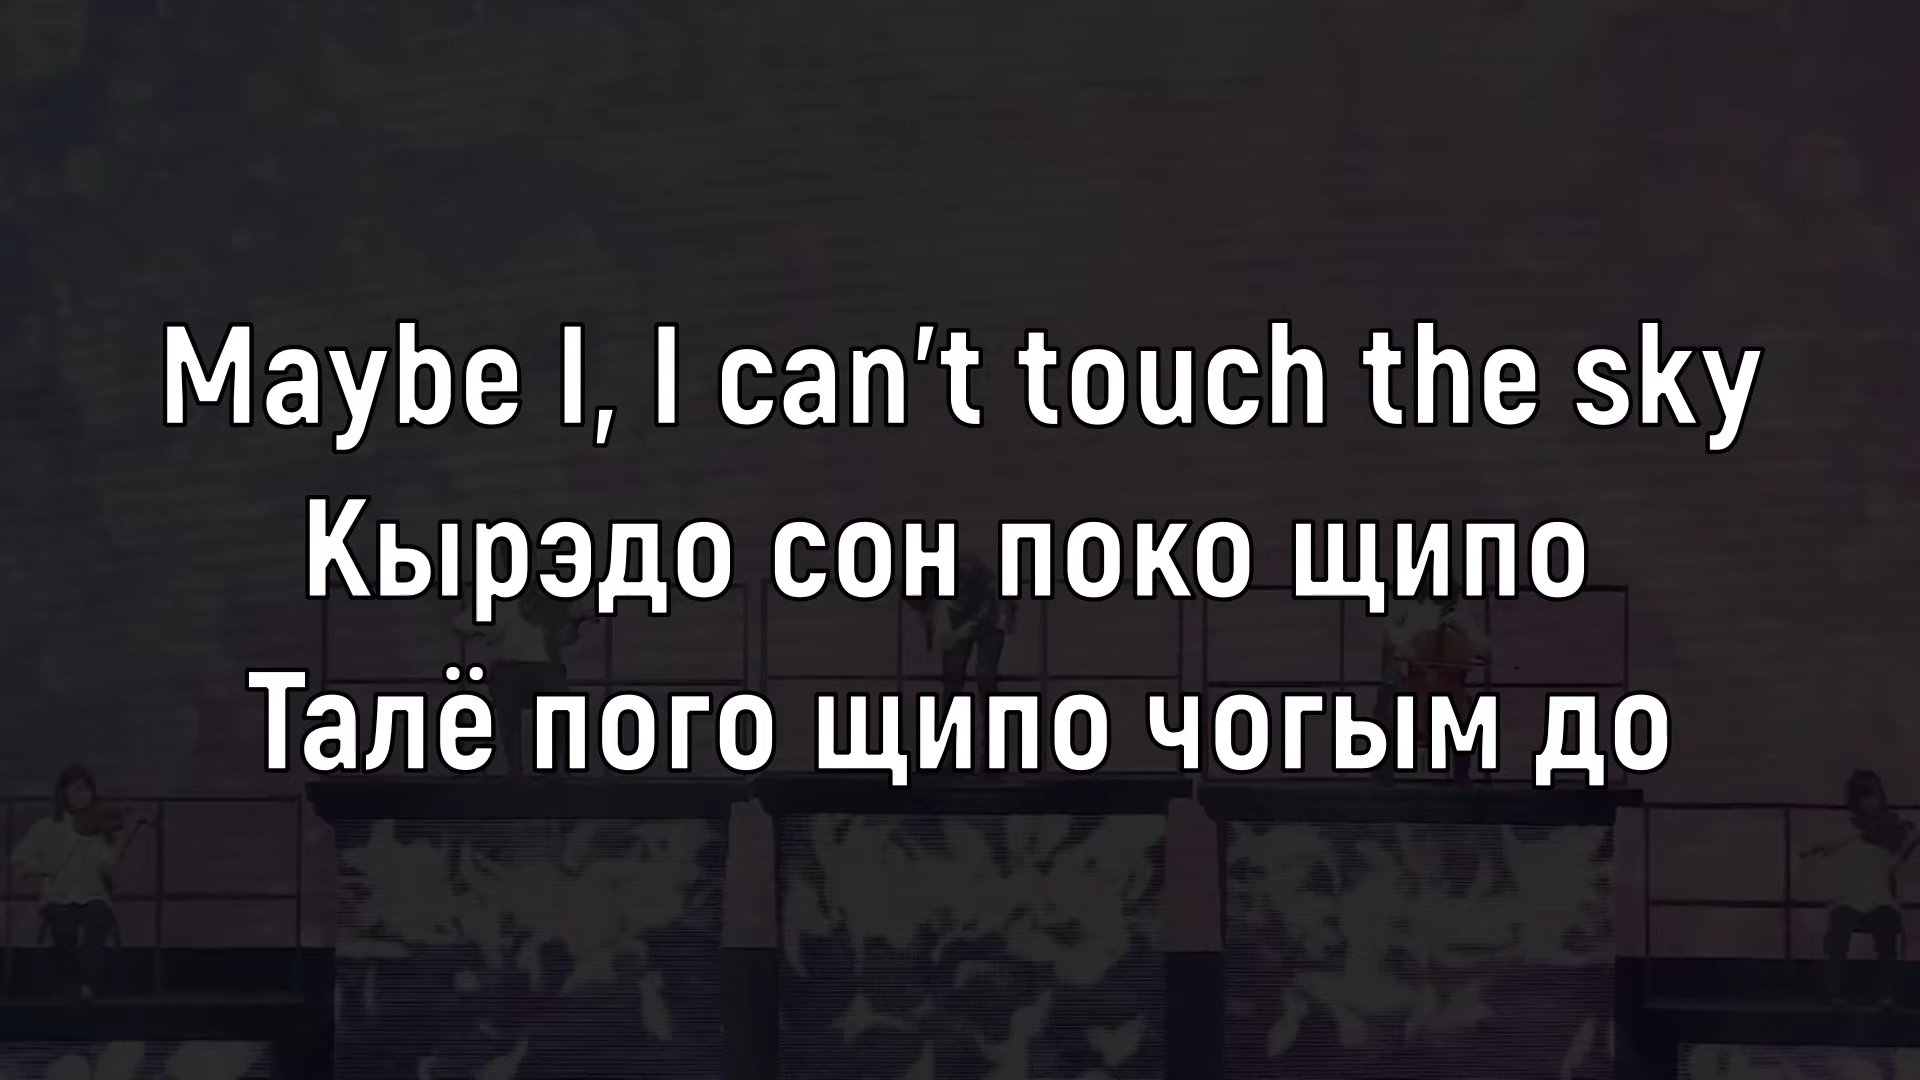 Maybe I, I can't touch the sky
Кырэдо сон поко щипо
Талё пого щипо чогым до